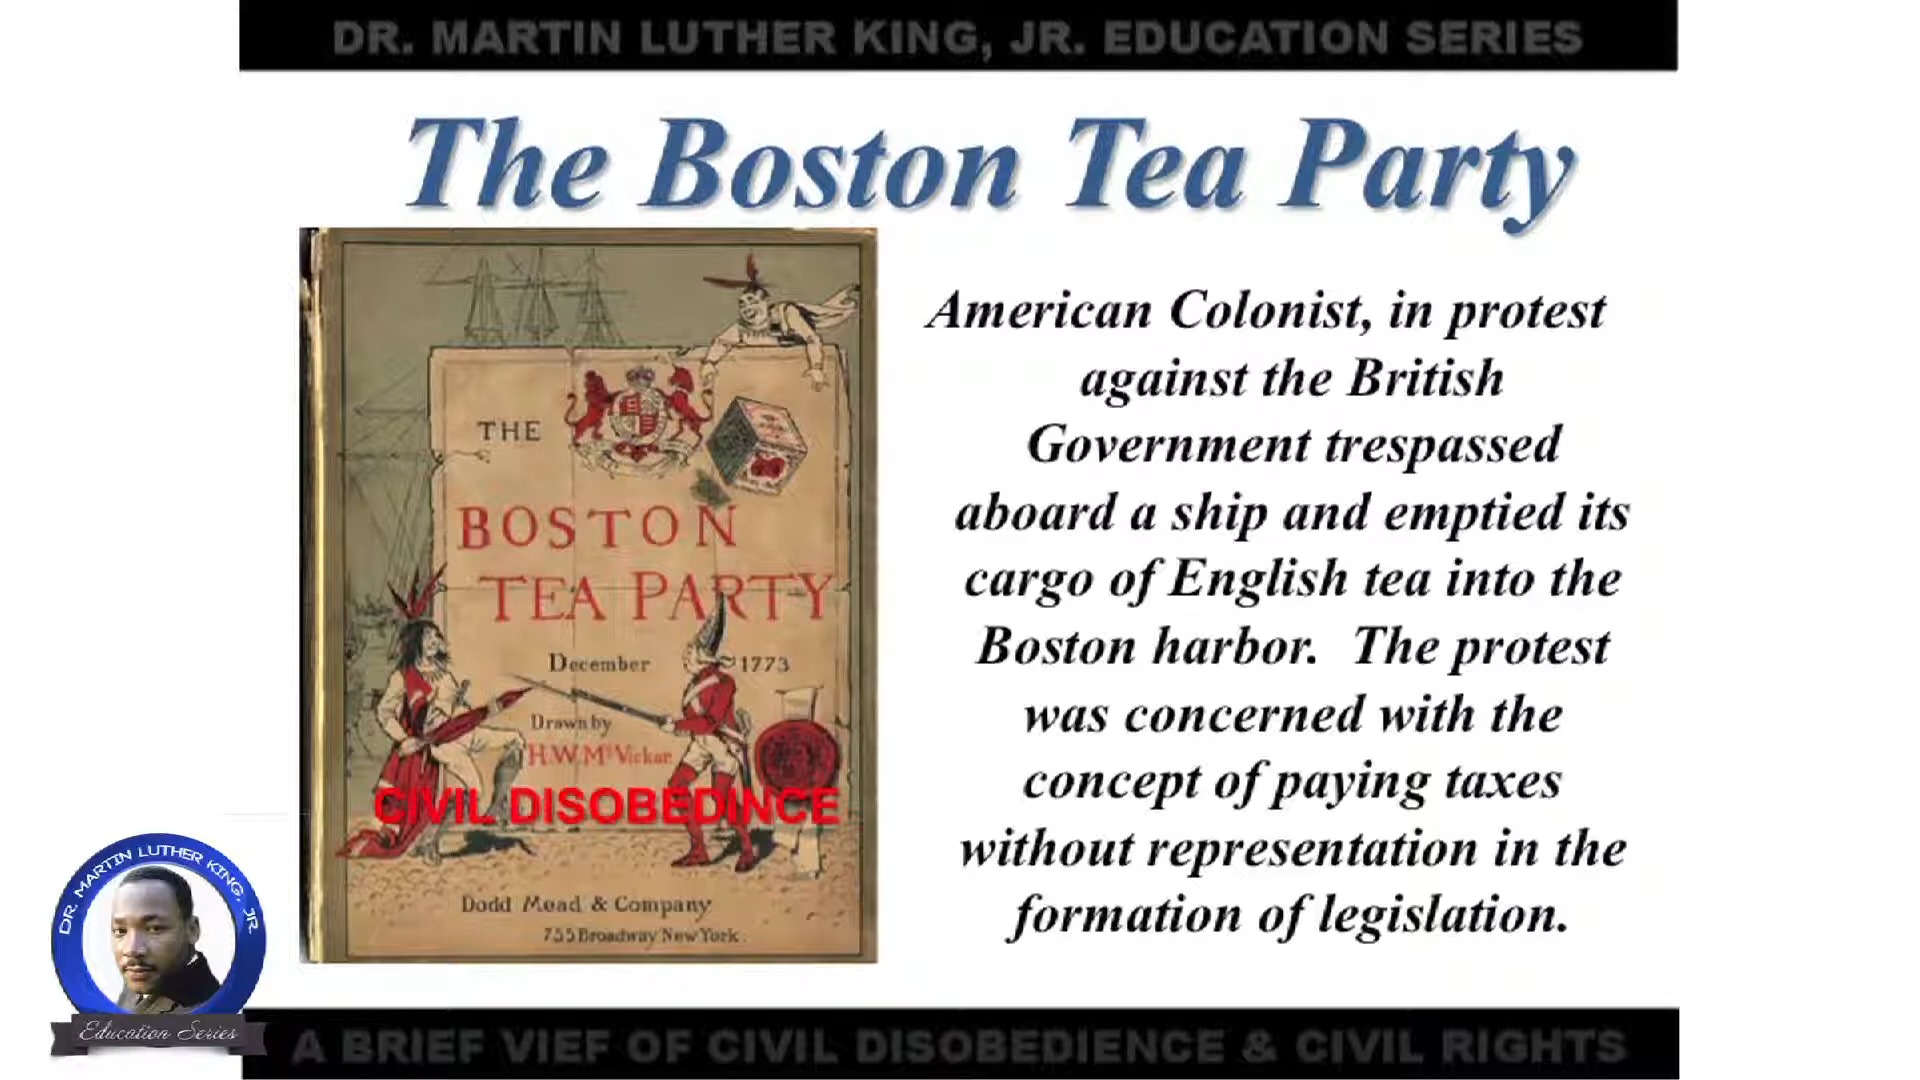 DR. MARTIN LUTHER KING, JR. EDUCATION SERIES
The Boston Tea Party
THE
BOSTON
TEA PARTY
December 1773
Drawn by
H.W.McVickar
CIVIL DISOBEDINCE
Dodd Mead & Company
755 Broadway New York.
American Colonist, in protest
against the British
Government trespassed
aboard a ship and emptied its
cargo of English tea into the
Boston harbor. The protest
was concerned with the
concept of paying taxes
without representation in the
formation of legislation.
DR. MARTIN LUTHER KING, JR
Education Series
A BRIEF VIEF OF CIVIL DISOBEDIENCE & CIVIL RIGHTS